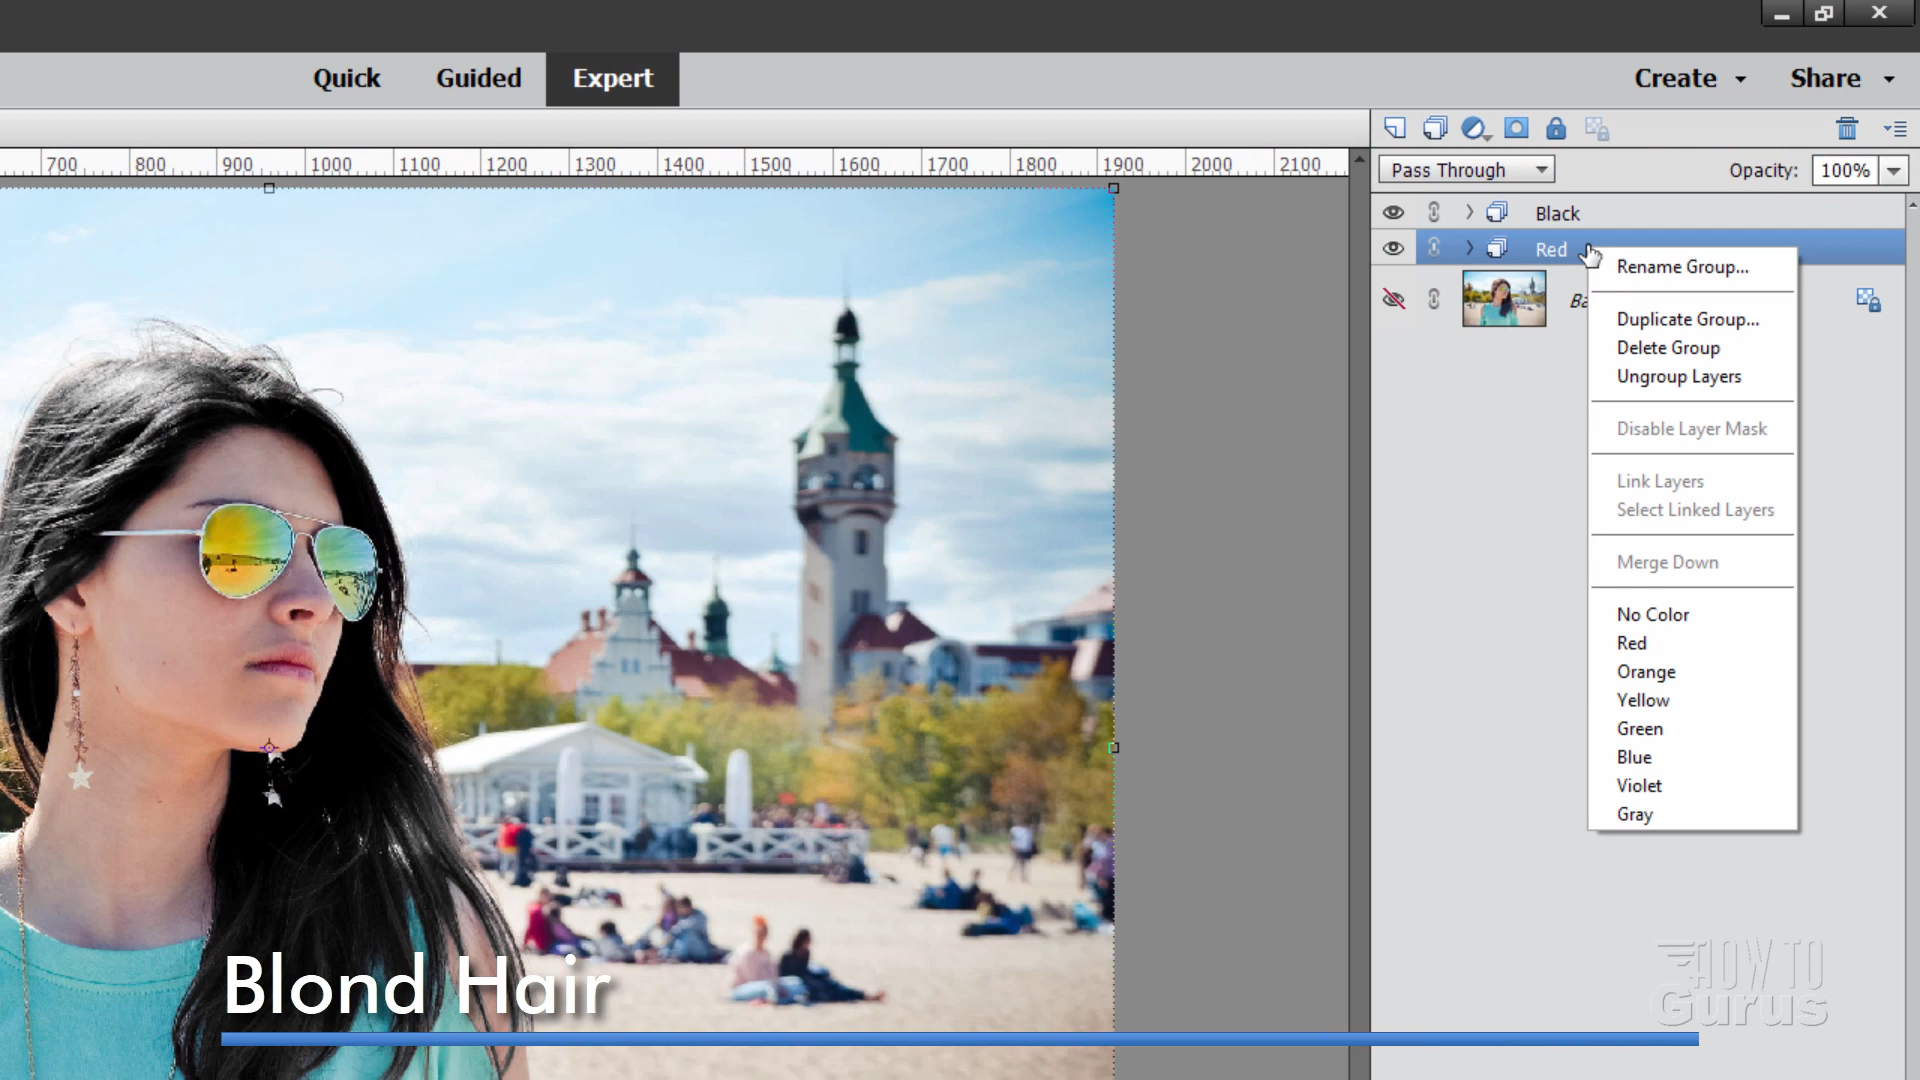 Quick Guided Expert Create Share
700 800 900 1000 1100 1200 1300 1400 1500 1600 1700 1800 1900 2000 2100
Pass Through Opacity: 100%
Black
Red
Ba
Rename Group...
Duplicate Group...
Delete Group
Ungroup Layers
Disable Layer Mask
Link Layers
Select Linked Layers
Merge Down
No Color
Red
Orange
Yellow
Green
Blue
Violet
Gray
Blond Hair
HOW TO
Gurus